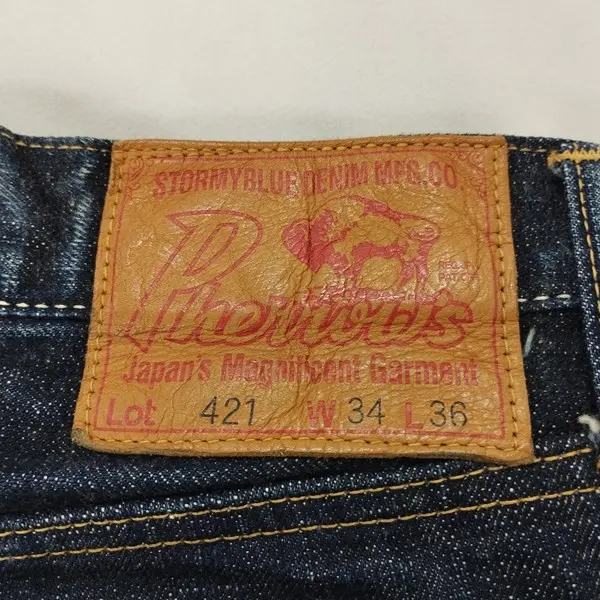 STORMYBLUE DENIM MFG.CO
Pherrow's
Japan's Magnificent Garment
Lot 421 W 34 L 36